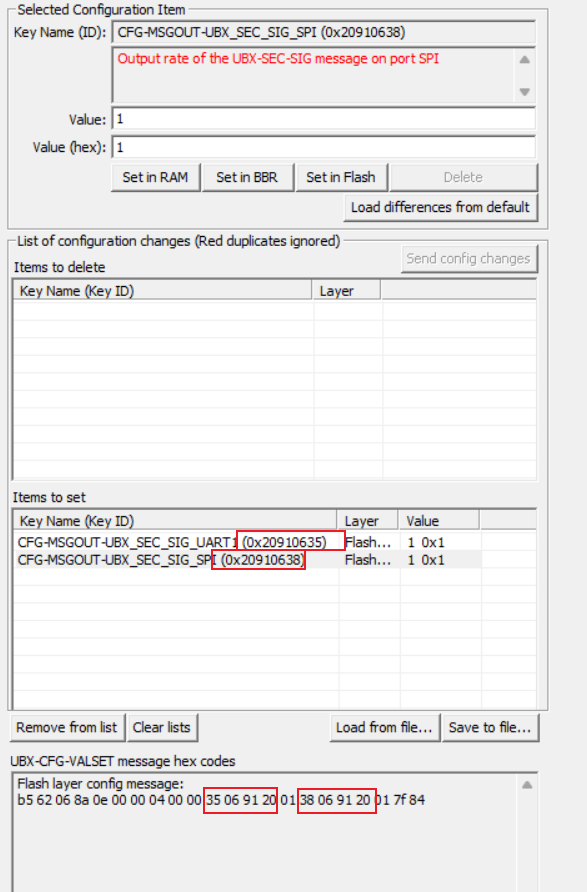 Selected Configuration Item
Key Name (ID): CFG-MSGOUT-UBX_SEC_SIG_SPI (0x20910638)
Output rate of the UBX-SEC-SIG message on port SPI
Value: 1
Value (hex): 1
Set in RAM Set in BBR Set in Flash Delete
Load differences from default
List of configuration changes (Red duplicates ignored)
Send config changes
Items to delete
Key Name (Key ID) Layer
Items to set
Key Name (Key ID) Layer Value
CFG-MSGOUT-UBX_SEC_SIG_UART1 (0x20910635) Flash... 1 0x1
CFG-MSGOUT-UBX_SEC_SIG_SPI (0x20910638) Flash... 1 0x1
Remove from list Clear lists Load from file... Save to file...
UBX-CFG-VALSET message hex codes
Flash layer config message:
b5 62 06 8a 0e 00 00 04 00 00 35 06 91 20 01 38 06 91 20 01 7f 84